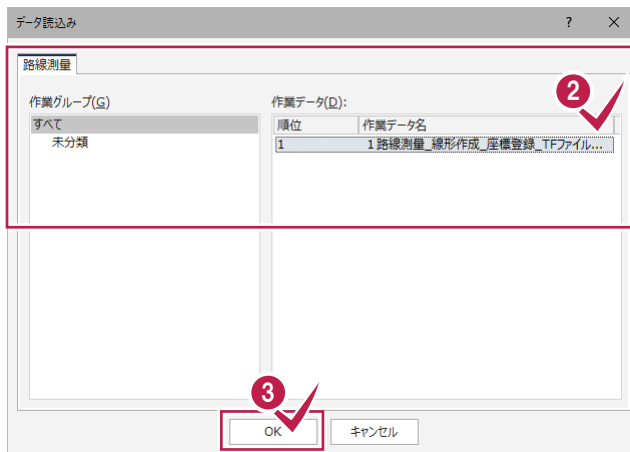 データ読込み ? ×
路線測量
2
作業グループ(G)
作業データ(D):
すべて
未分類
順位 作業データ名
1 1 路線測量_線形作成_座標登録_TFファイル...
3
OK キャンセル